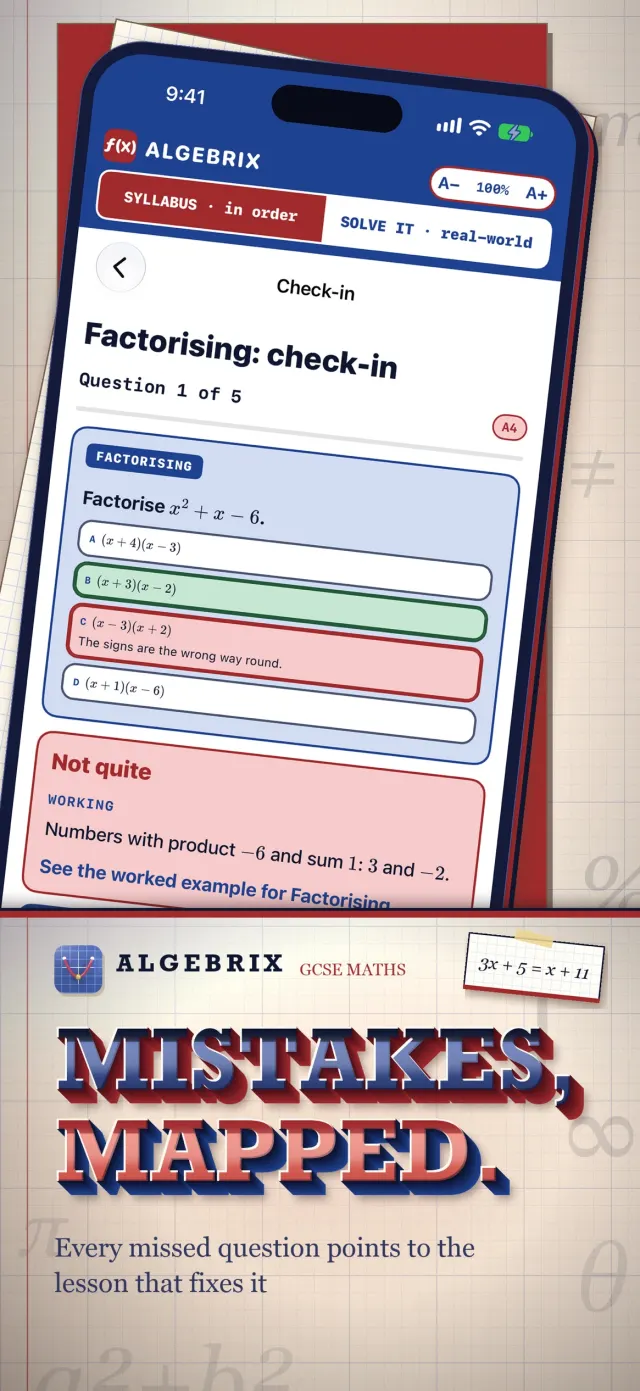 9:41
f(x) ALGEBRIX
A− 100% A+
SYLLABUS · in order
SOLVE IT · real-world
Check-in
Factorising: check-in
Question 1 of 5
A4
FACTORISING
Factorise x² + x − 6.
A (x + 4)(x − 3)
B (x + 3)(x − 2)
C (x − 3)(x + 2)
The signs are the wrong way round.
D (x + 1)(x − 6)
Not quite
WORKING
Numbers with product −6 and sum 1: 3 and −2.
See the worked example for Factorising
≠
%
ALGEBRIX GCSE MATHS
3x + 5 = x + 11
MISTAKES,
MAPPED.
∞
π
Every missed question points to the
lesson that fixes it
θ
a²+b²